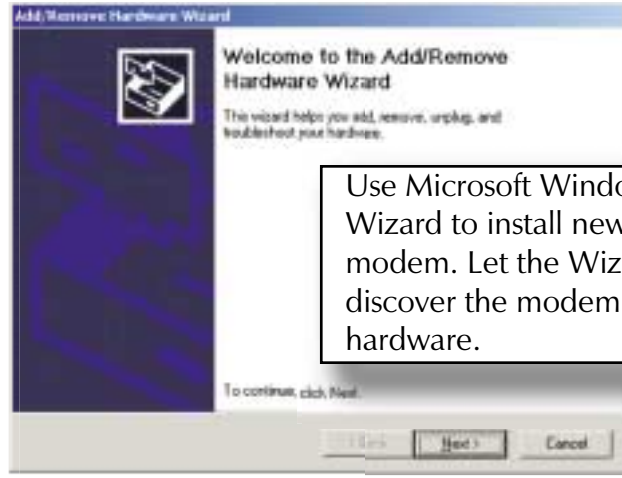 Add/Remove Hardware Wizard
Welcome to the Add/Remove
Hardware Wizard
This wizard helps you add, remove, unplug, and
troubleshoot your hardware.
Use Microsoft Windo
Wizard to install new
modem. Let the Wiz
discover the modem
hardware.
To continue, click Next.
< Back Next > Cancel